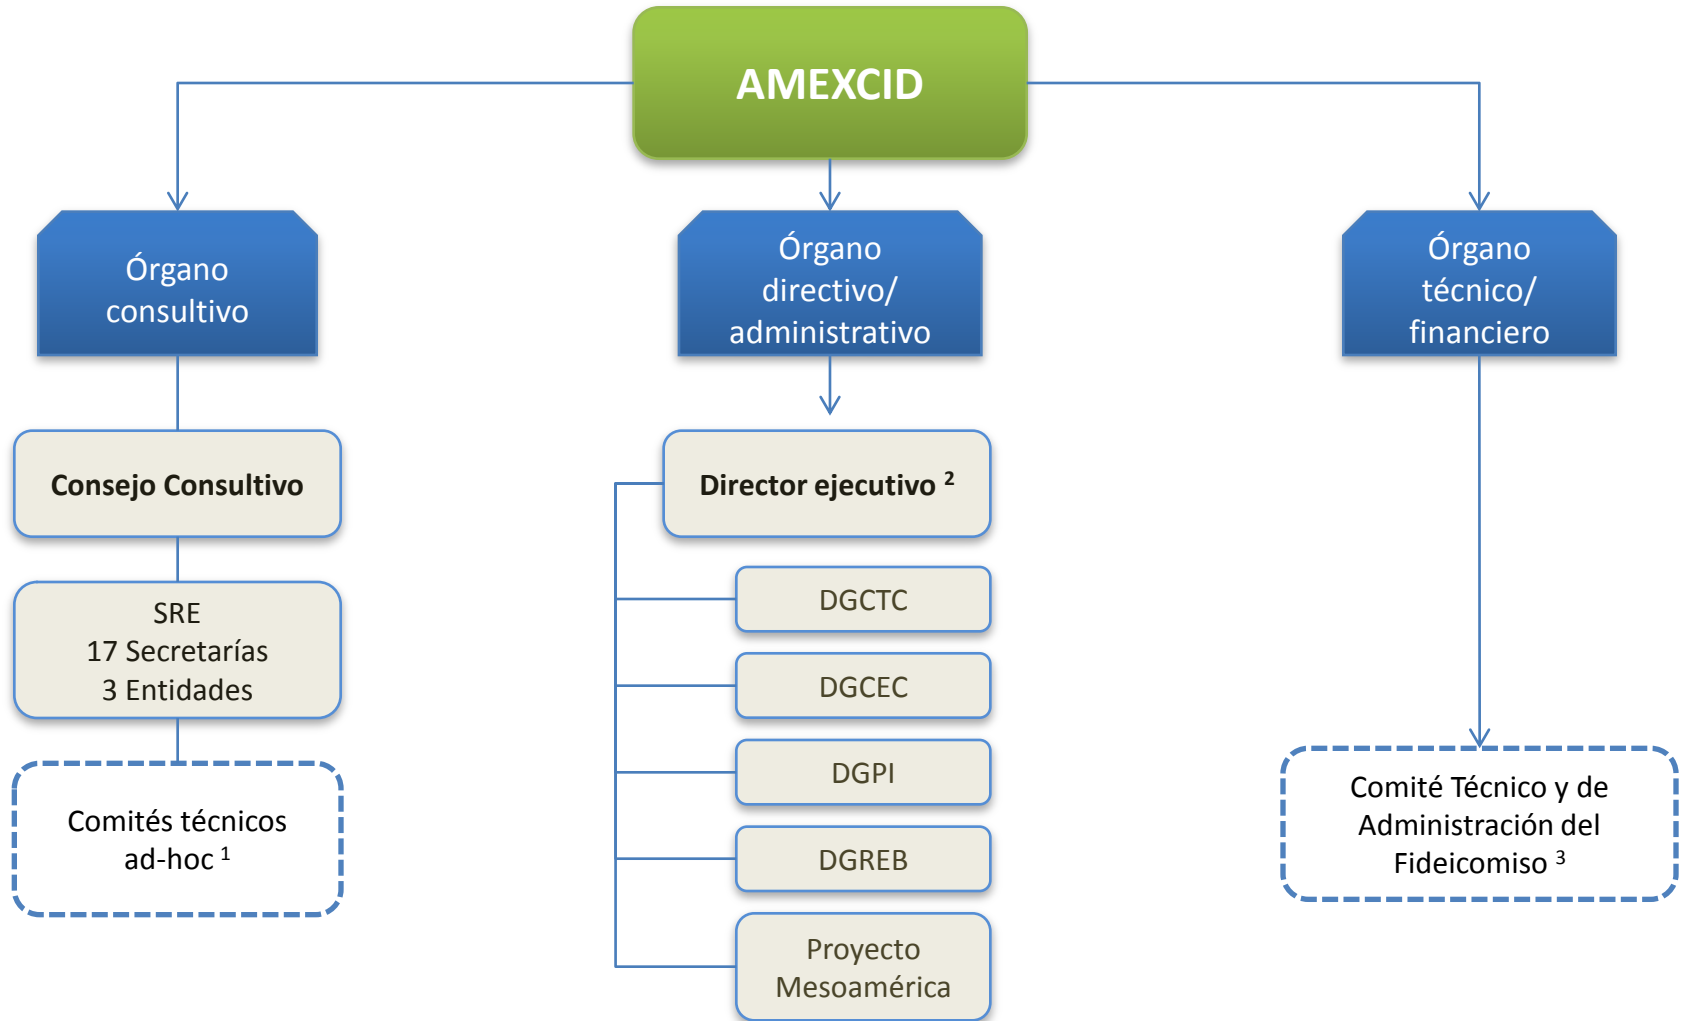 AMEXCID
Órgano
consultivo
Órgano
directivo/
administrativo
Órgano
técnico/
financiero
Consejo Consultivo
SRE
17 Secretarías
3 Entidades
Comités técnicos
ad-hoc ¹
Director ejecutivo ²
DGCTC
DGCEC
DGPI
DGREB
Proyecto
Mesoamérica
Comité Técnico y de
Administración del
Fideicomiso ³